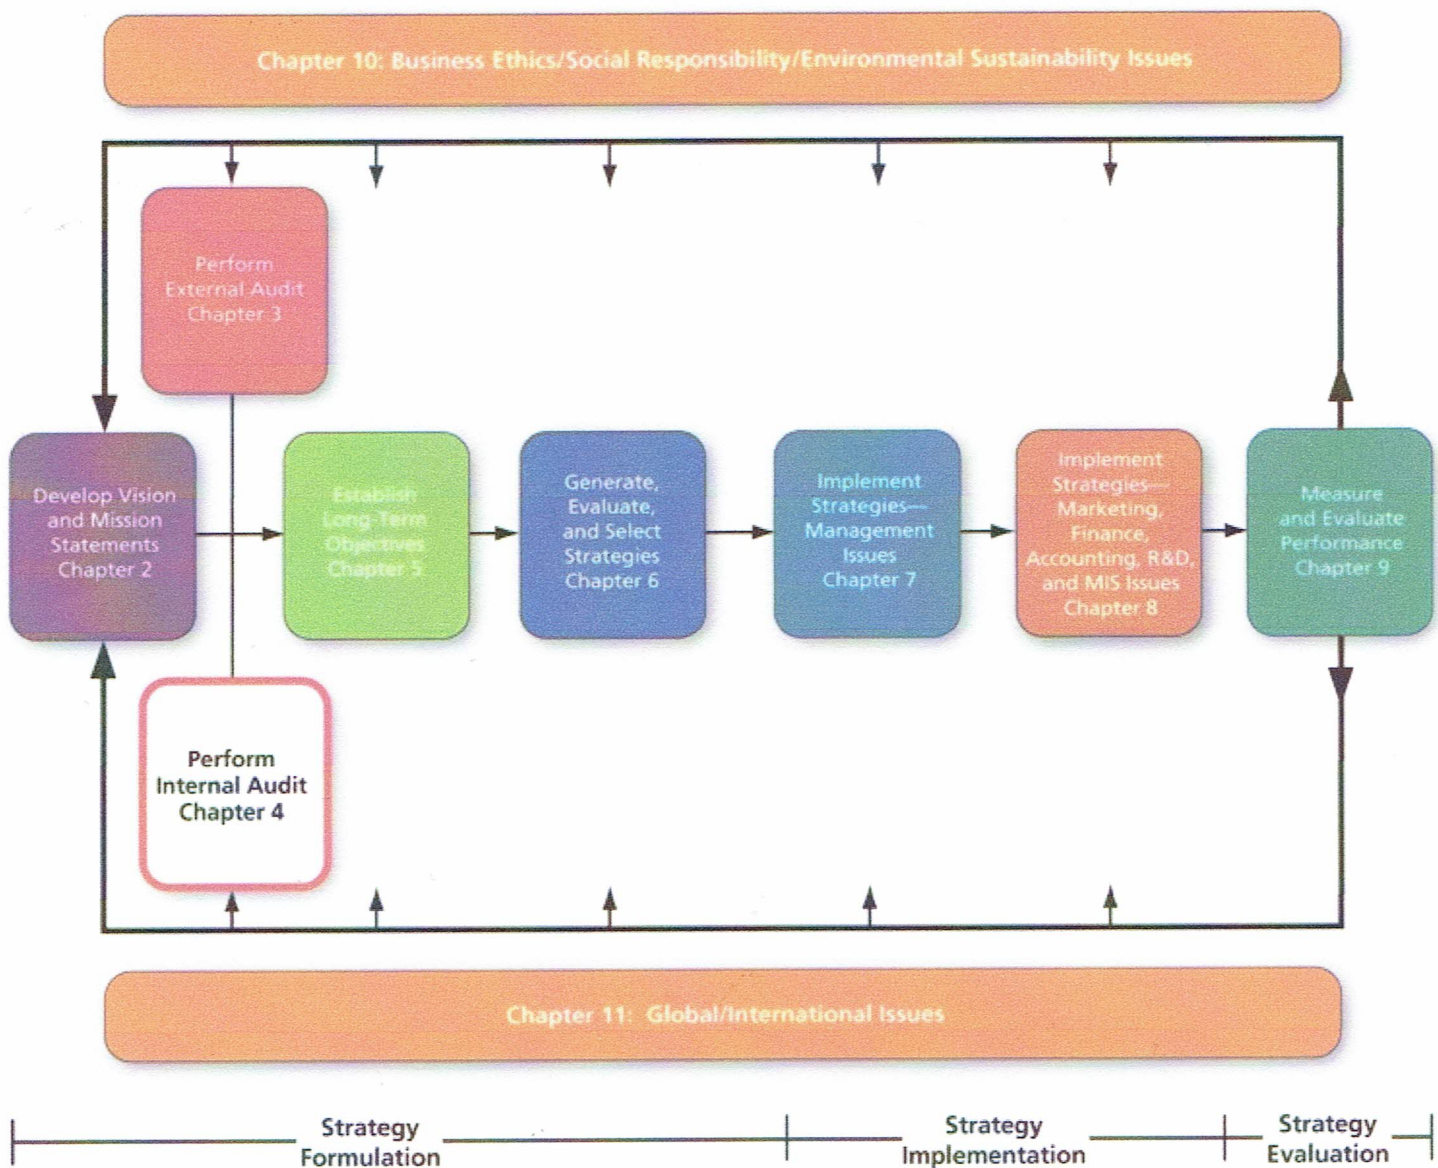 Chapter 10: Business Ethics/Social Responsibility/Environmental Sustainability Issues
Perform
External Audit
Chapter 3
Develop Vision
and Mission
Statements
Chapter 2
Establish
Long-Term
Objectives
Chapter 5
Generate,
Evaluate,
and Select
Strategies
Chapter 6
Implement
Strategies—
Management
Issues
Chapter 7
Implement
Strategies—
Marketing,
Finance,
Accounting, R&D,
and MIS Issues
Chapter 8
Measure
and Evaluate
Performance
Chapter 9
Perform
Internal Audit
Chapter 4
Chapter 11: Global/International Issues
Strategy
Formulation
Strategy
Implementation
Strategy
Evaluation